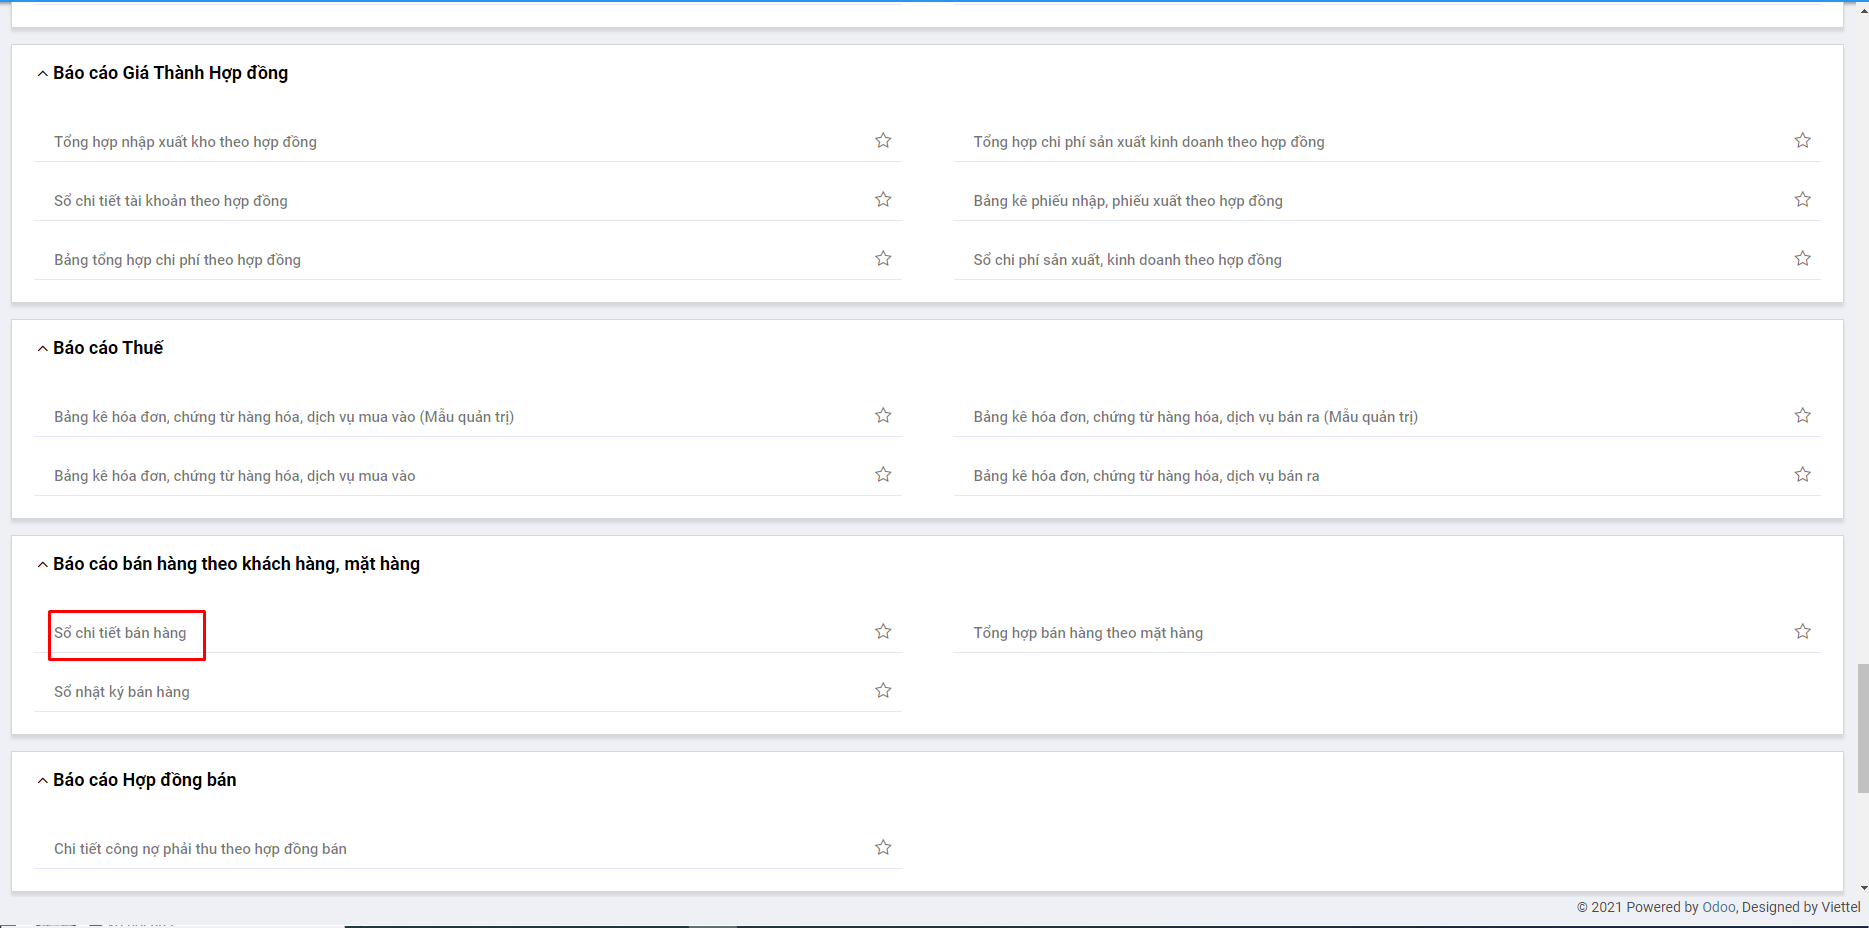 Báo cáo Giá Thành Hợp đồng
Tổng hợp nhập xuất kho theo hợp đồng
Tổng hợp chi phí sản xuất kinh doanh theo hợp đồng
Sổ chi tiết tài khoản theo hợp đồng
Bảng kê phiếu nhập, phiếu xuất theo hợp đồng
Bảng tổng hợp chi phí theo hợp đồng
Sổ chi phí sản xuất, kinh doanh theo hợp đồng
Báo cáo Thuế
Bảng kê hóa đơn, chứng từ hàng hóa, dịch vụ mua vào (Mẫu quản trị)
Bảng kê hóa đơn, chứng từ hàng hóa, dịch vụ bán ra (Mẫu quản trị)
Bảng kê hóa đơn, chứng từ hàng hóa, dịch vụ mua vào
Bảng kê hóa đơn, chứng từ hàng hóa, dịch vụ bán ra
Báo cáo bán hàng theo khách hàng, mặt hàng
Sổ chi tiết bán hàng
Tổng hợp bán hàng theo mặt hàng
Sổ nhật ký bán hàng
Báo cáo Hợp đồng bán
Chi tiết công nợ phải thu theo hợp đồng bán
© 2021 Powered by Odoo, Designed by Viettel